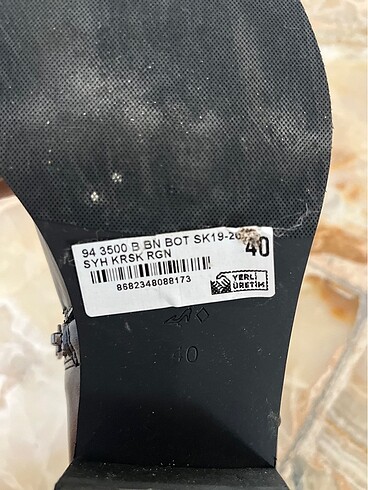 94 3500 B BN BOT SK19-20
40
SYH KRSK RGN
8682348088173
YERLİ
ÜRETİM
40